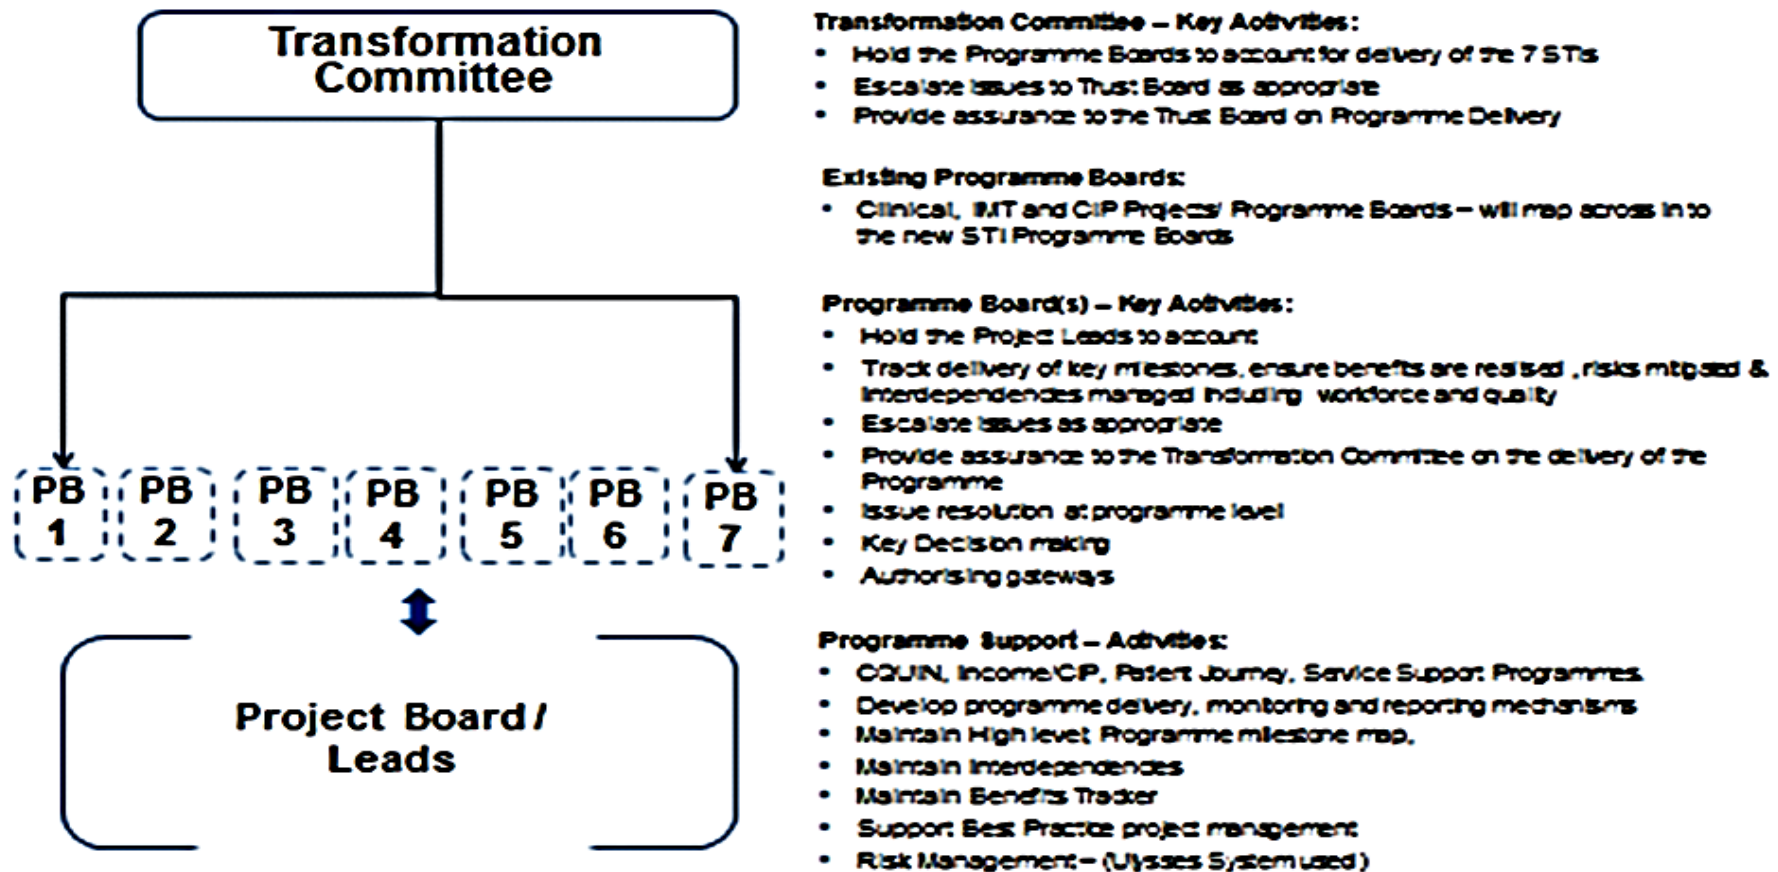 Transformation
Committee
PB
1
PB
2
PB
3
PB
4
PB
5
PB
6
PB
7
Project Board /
Leads
Transformation Committee – Key Activities:
• Hold the Programme Boards to account for delivery of the 7 STIs
• Escalate issues to Trust Board as appropriate
• Provide assurance to the Trust Board on Programme Delivery
Existing Programme Boards:
• Clinical, IMT and CIP Projects/ Programme Boards – will map across in to
the new STI Programme Boards
Programme Board(s) – Key Activities:
• Hold the Project Leads to account
• Track delivery of key milestones, ensure benefits are realised , risks mitigated &
interdependencies managed including workforce and quality
• Escalate issues as appropriate
• Provide assurance to the Transformation Committee on the delivery of the
Programme
• Issue resolution at programme level
• Key Decision making
• Authorising gateways
Programme Support – Activities:
• CQUIN, Income/CIP, Patient Journey, Service Support Programmes
• Develop programme delivery, monitoring and reporting mechanisms
• Maintain High level Programme milestone map,
• Maintain Interdependencies
• Maintain Benefits Tracker
• Support Best Practice project management
• Risk Management – (Ulysses System used)